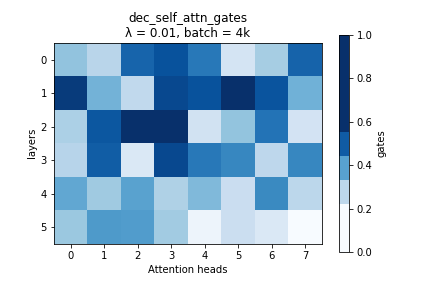 dec_self_attn_gates
λ = 0.01, batch = 4k
layers
0
1
2
3
4
5
0 1 2 3 4 5 6 7
Attention heads
1.0
0.8
0.6
0.4
0.2
0.0
gates